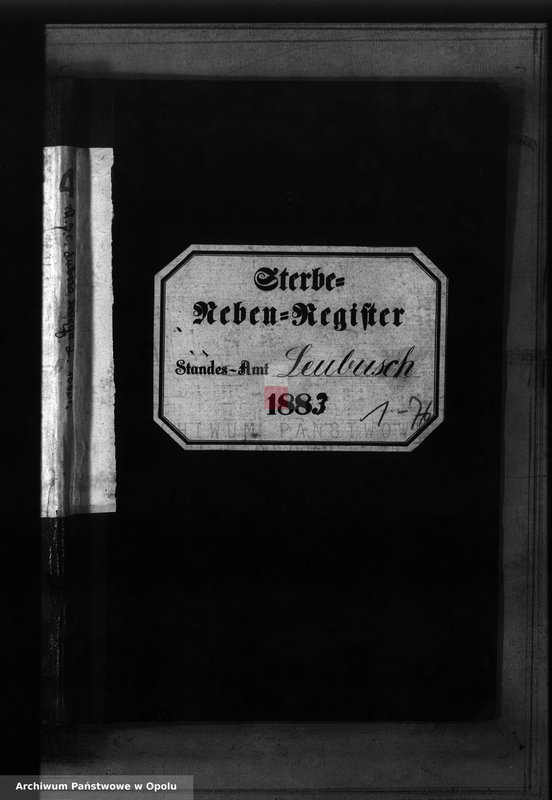 Sterbe-
Neben-Register
Standes-Amt Leubusch
1883
1-76
Archiwum Państwowe w Opolu